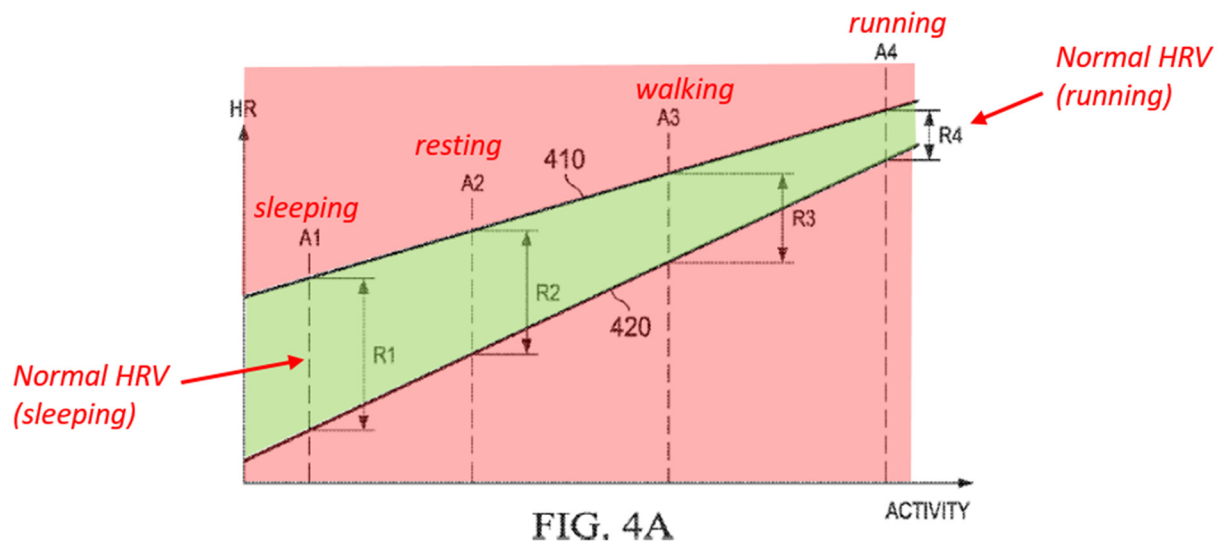 running
A4
Normal HRV
(running)
walking
A3
HR
resting
A2
410
R4
sleeping
A1
R3
R2
420
R1
Normal HRV
(sleeping)
ACTIVITY
FIG. 4A